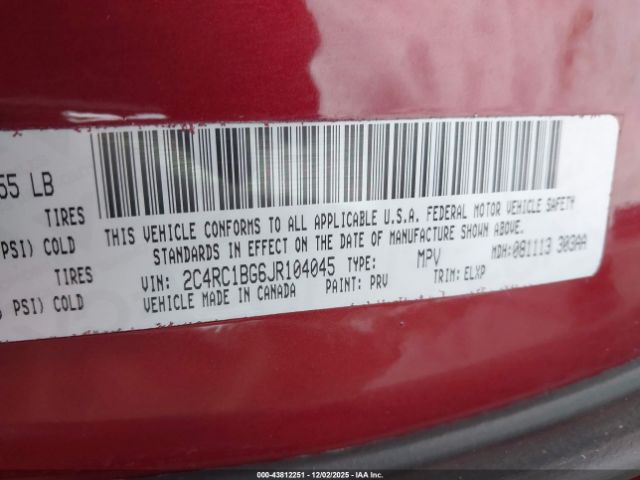 55 LB
TIRES
PSI) COLD
TIRES
PSI) COLD
THIS VEHICLE CONFORMS TO ALL APPLICABLE U.S.A. FEDERAL MOTOR VEHICLE SAFETY
STANDARDS IN EFFECT ON THE DATE OF MANUFACTURE SHOWN ABOVE.
VIN: 2C4RC1BG6JR104045 TYPE: MPV MDH: 081113 303AA
VEHICLE MADE IN CANADA PAINT: PRV TRIM: ELXP
00-43812251 - 12/02/2025 - Copyright IAA, Inc.